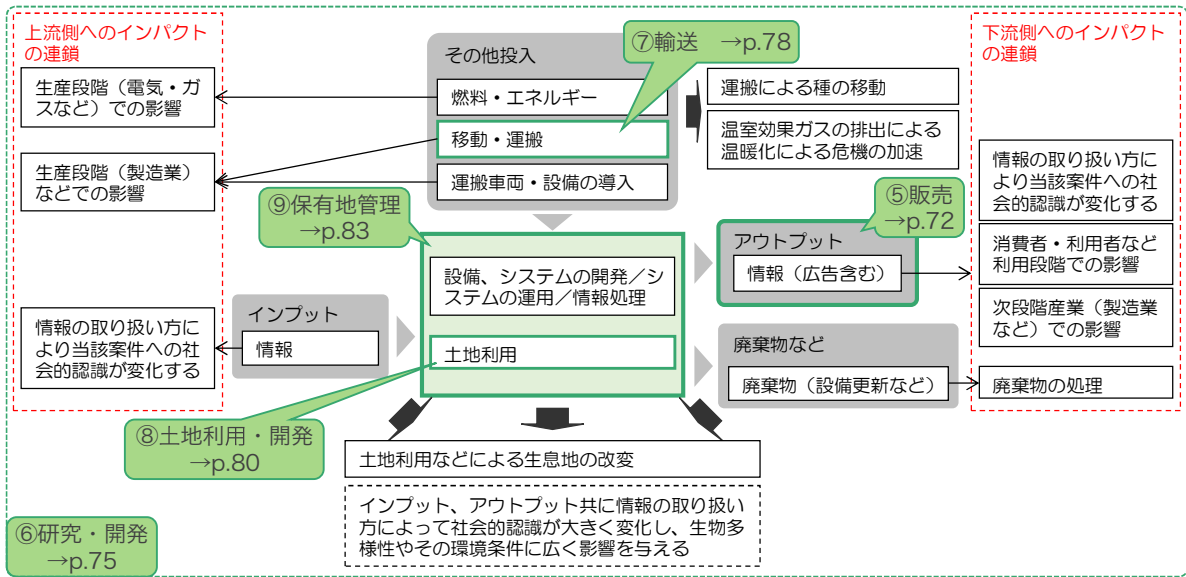 上流側へのインパクト
の連鎖
生産段階（電気・ガ
スなど）での影響
生産段階（製造業）
などでの影響
情報の取り扱い方に
より当該案件への社
会的認識が変化する
その他投入
燃料・エネルギー
移動・運搬
運搬車両・設備の導入
⑦輸送　→p.78
運搬による種の移動
温室効果ガスの排出による
温暖化による危機の加速
⑨保有地管理
→p.83
設備、システムの開発／シ
ステムの運用／情報処理
土地利用
インプット
情報
⑤販売
→p.72
アウトプット
情報（広告含む）
廃棄物など
廃棄物（設備更新など）
下流側へのインパクト
の連鎖
情報の取り扱い方に
より当該案件への社
会的認識が変化する
消費者・利用者など
利用段階での影響
次段階産業（製造業
など）での影響
廃棄物の処理
⑧土地利用・開発
→p.80
土地利用などによる生息地の改変
インプット、アウトプット共に情報の取り扱い
方によって社会的認識が大きく変化し、生物多
様性やその環境条件に広く影響を与える
⑥研究・開発
→p.75